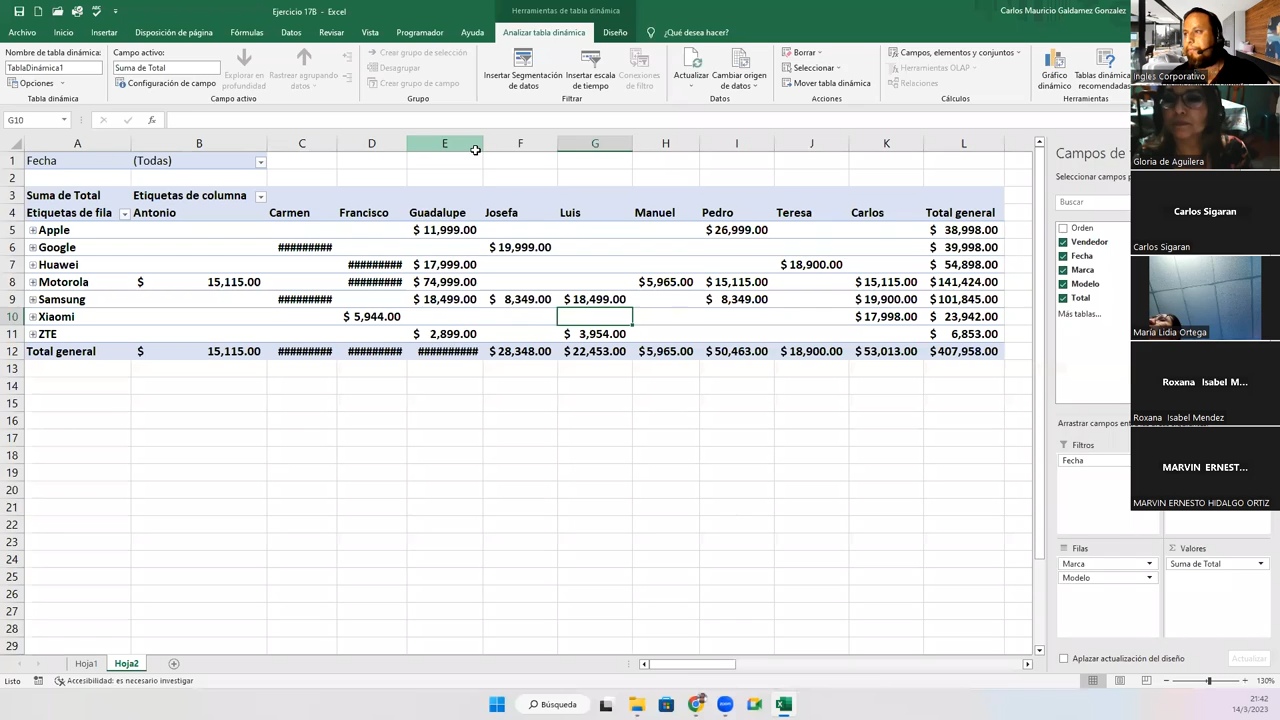 Ejercicio 17B - Excel
Herramientas de tabla dinámica
Carlos Mauricio Galdamez Gonzalez
Archivo Inicio Insertar Disposición de página Fórmulas Datos Revisar Vista Programador Ayuda Analizar tabla dinámica Diseño ¿Qué desea hacer?
Nombre de tabla dinámica:
TablaDinámica1
Opciones
Tabla dinámica
Campo activo:
Suma de Total
Configuración de campo
Explorar en profundidad
Rastrear agrupando datos
Campo activo
Crear grupo de selección
Desagrupar
Crear grupo de campo
Grupo
Insertar Segmentación de datos
Insertar escala de tiempo
Conexiones de filtro
Filtrar
Actualizar
Cambiar origen de datos
Datos
Borrar
Seleccionar
Mover tabla dinámica
Acciones
Campos, elementos y conjuntos
Herramientas OLAP
Relaciones
Cálculos
Gráfico dinámico
Tablas dinámicas recomendadas
Herramientas
G10 fx
A B C D E F G H I J K L
1 Fecha (Todas)
2
3 Suma de Total Etiquetas de columna
4 Etiquetas de fila Antonio Carmen Francisco Guadalupe Josefa Luis Manuel Pedro Teresa Carlos Total general
5 Apple $ 11,999.00 $ 26,999.00 $ 38,998.00
6 Google ######### $ 19,999.00 $ 39,998.00
7 Huawei ######### $ 17,999.00 $ 18,900.00 $ 54,898.00
8 Motorola $ 15,115.00 ######### $ 74,999.00 $ 5,965.00 $ 15,115.00 $ 15,115.00 $ 141,424.00
9 Samsung ######### $ 18,499.00 $ 8,349.00 $ 18,499.00 $ 8,349.00 $ 19,900.00 $ 101,845.00
10 Xiaomi $ 5,944.00 $ 17,998.00 $ 23,942.00
11 ZTE $ 2,899.00 $ 3,954.00 $ 6,853.00
12 Total general $ 15,115.00 ######### ######### ########## $ 28,348.00 $ 22,453.00 $ 5,965.00 $ 50,463.00 $ 18,900.00 $ 53,013.00 $ 407,958.00
13
14
15
16
17
18
19
20
21
22
23
24
25
26
27
28
29
Campos de
Seleccionar campos p
Buscar
Orden
Vendedor
Fecha
Marca
Modelo
Total
Más tablas...
Arrastrar campos en
Filtros
Fecha
Filas
Marca
Modelo
Valores
Suma de Total
Aplazar actualización del diseño
Actualizar
Ingles Corporativo
Gloria de Aguilera
Carlos Sigaran
Carlos Sigaran
María Lidia Ortega
Roxana Isabel M...
Roxana Isabel Mendez
MARVIN ERNEST...
MARVIN ERNESTO HIDALGO ORTIZ
Hoja1 Hoja2
Listo
Accesibilidad: es necesario investigar
130%
Búsqueda
21:42
14/3/2023